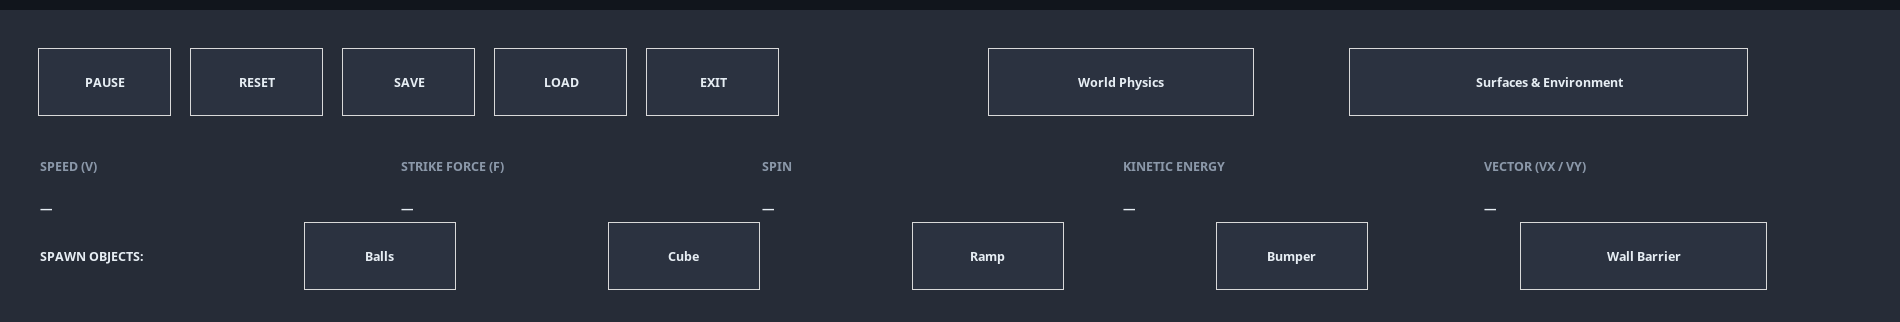 PAUSE RESET SAVE LOAD EXIT World Physics Surfaces & Environment
SPEED (V) STRIKE FORCE (F) SPIN KINETIC ENERGY VECTOR (VX / VY)
— — — — —
SPAWN OBJECTS: Balls Cube Ramp Bumper Wall Barrier